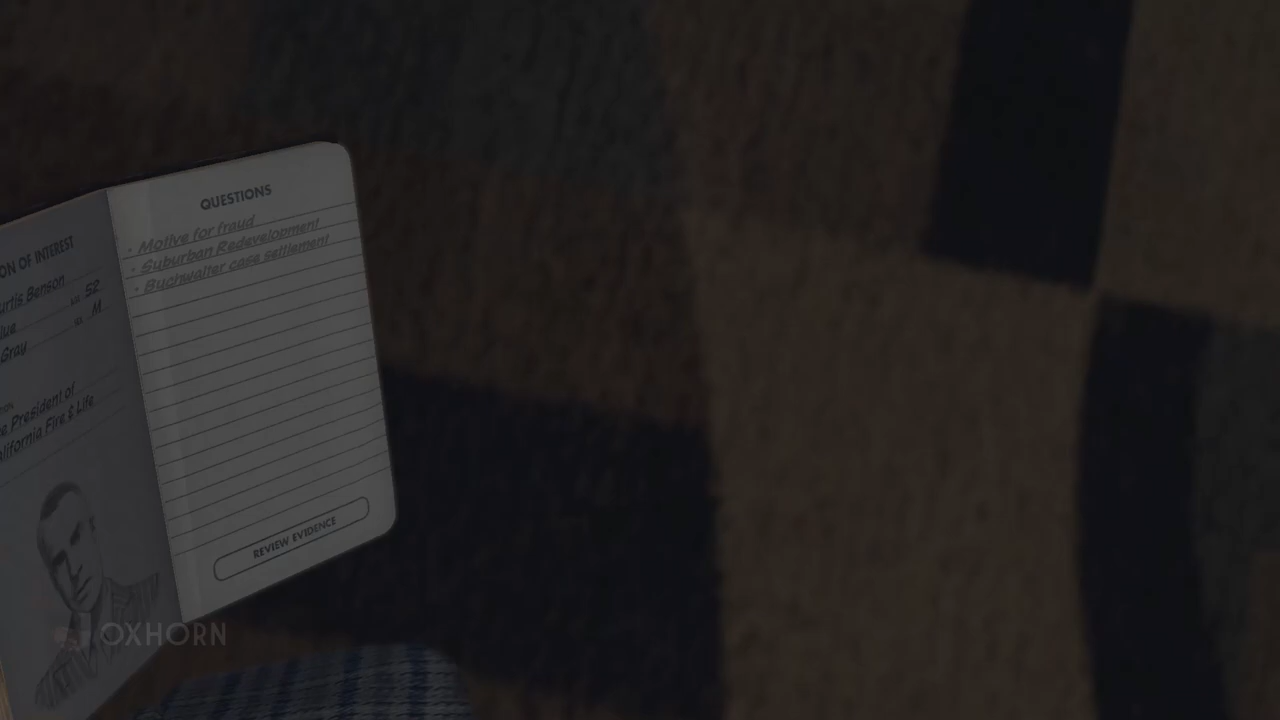 ON OF INTEREST
urtis Benson
52
lue
M
Gray
e President of
alifornia Fire & Life
QUESTIONS
· Motive for fraud
· Suburban Redevelopment
· Buchwalter case settlement
REVIEW EVIDENCE
OXHORN